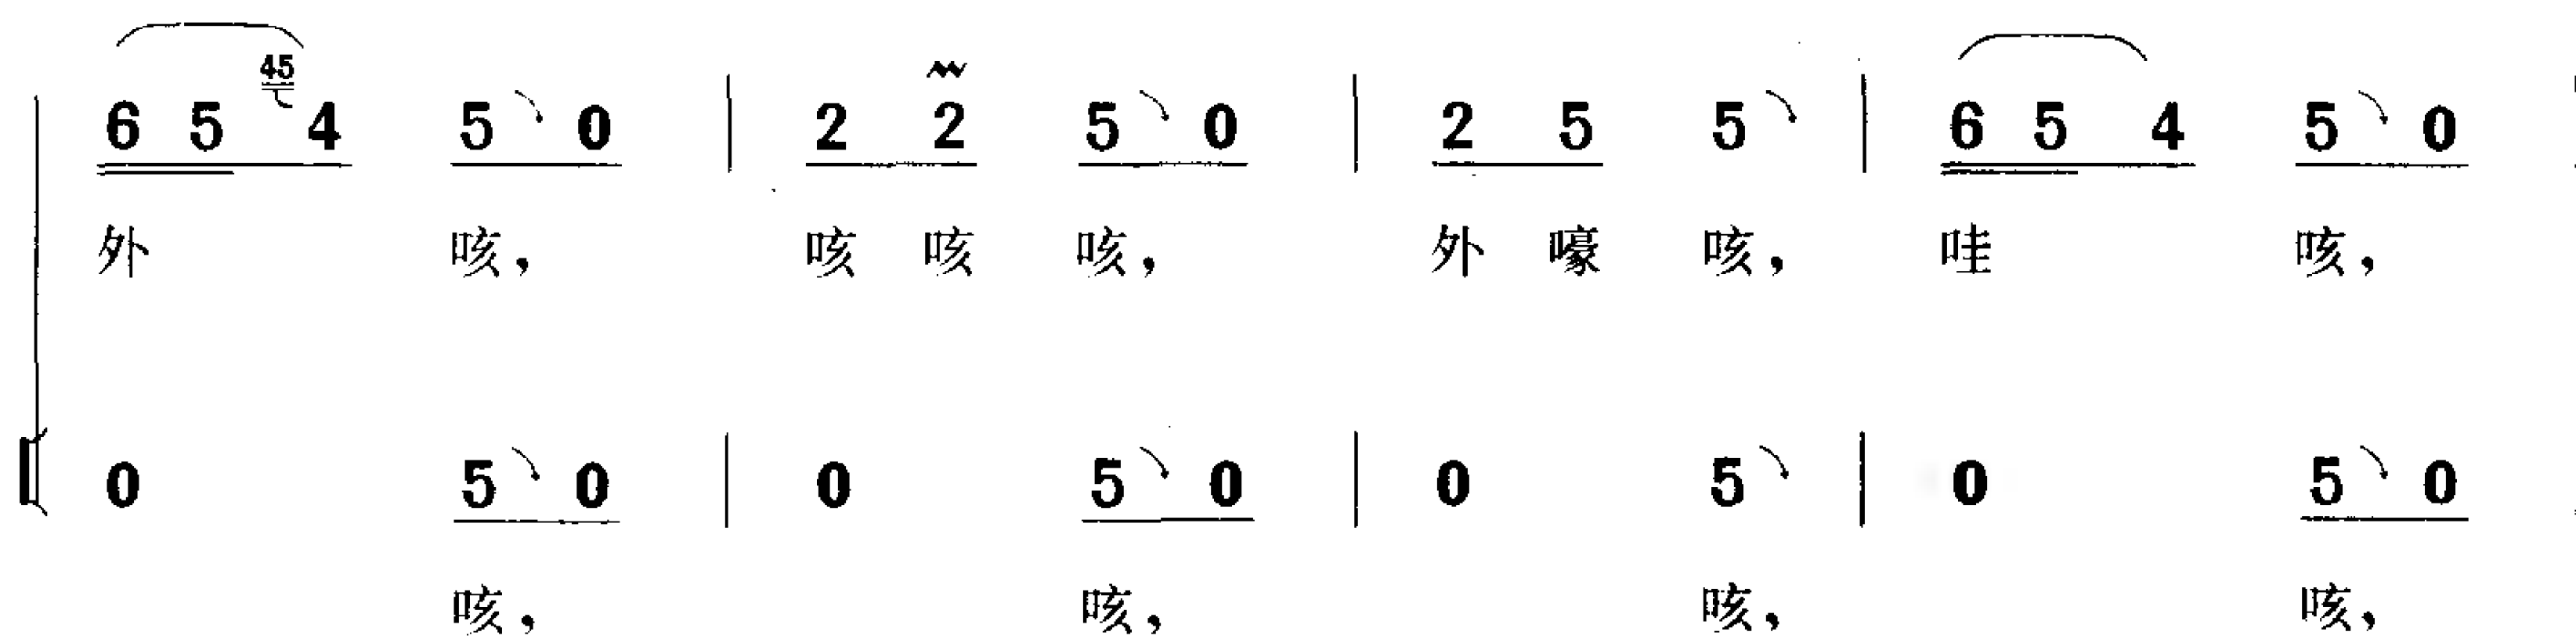 45
6 5 4 5 0 | 2 2 5 0 | 2 5 5 | 6 5 4 5 0
外 咳， 咳 咳 咳， 外 嚎 咳， 哇 咳，
0 5 0 | 0 5 0 | 0 5 | 0 5 0
咳， 咳， 咳， 咳，